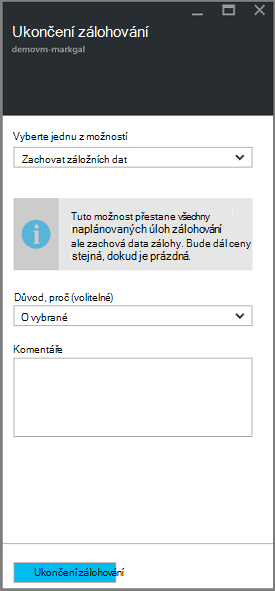 Ukončení zálohování
demovm-markgal
Vyberte jednu z možností
Zachovat záložních dat
Tuto možnost přestane všechny
naplánovaných úloh zálohování
ale zachová data zálohy. Bude dál ceny
stejná, dokud je prázdná.
Důvod, proč (volitelné)
O vybrané
Komentáře
Ukončení zálohování